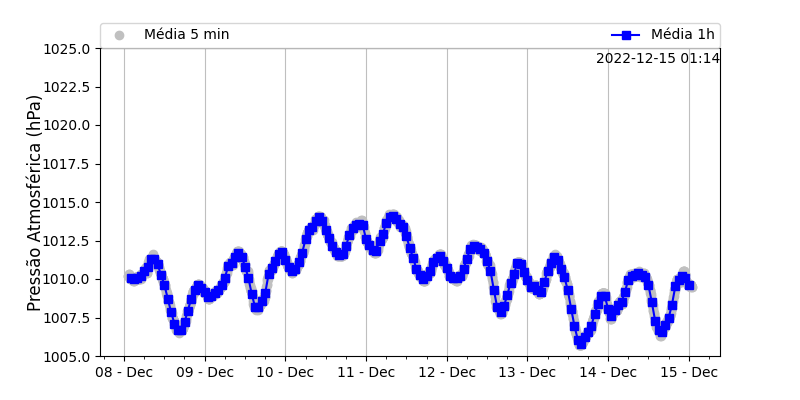 Média 5 min
Média 1h
2022-12-15 01:14
Pressão Atmosférica (hPa)
1025.0
1022.5
1020.0
1017.5
1015.0
1012.5
1010.0
1007.5
1005.0
08 - Dec
09 - Dec
10 - Dec
11 - Dec
12 - Dec
13 - Dec
14 - Dec
15 - Dec